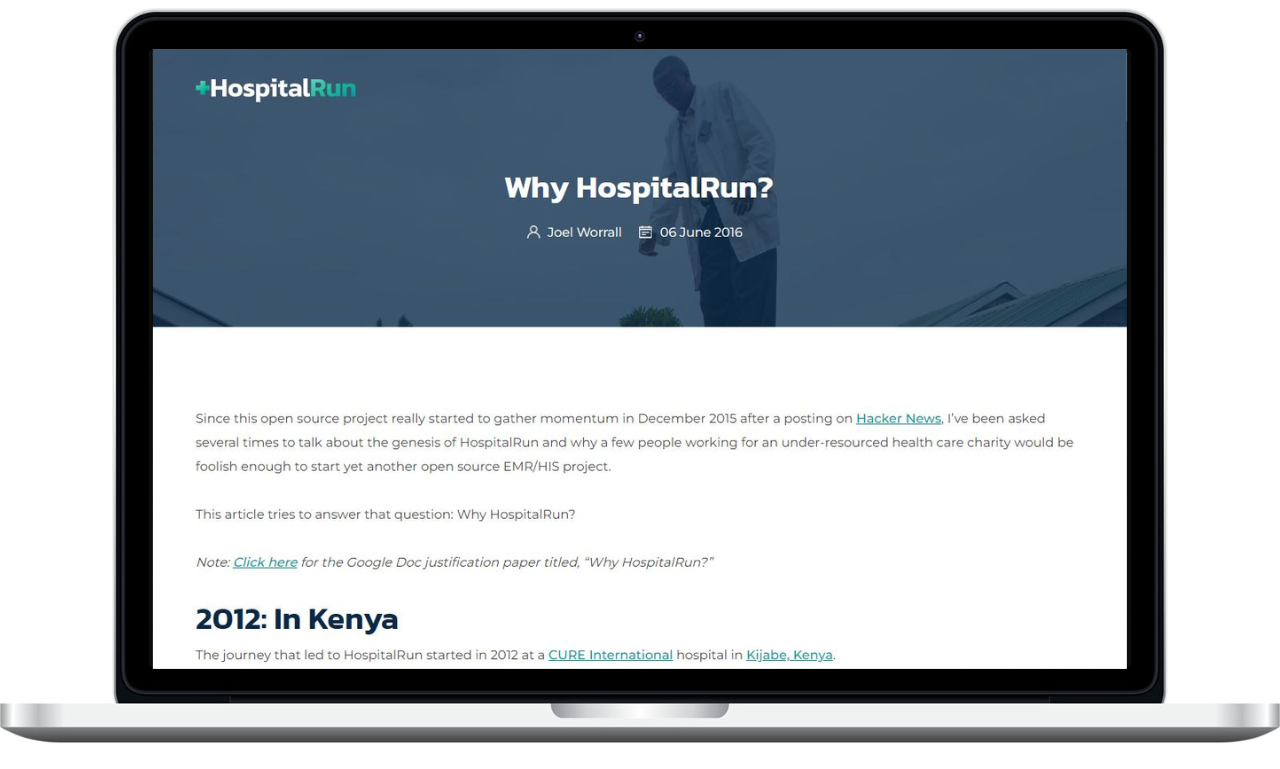 HospitalRun
Why HospitalRun?
Joel Worrall 06 June 2016
Since this open source project really started to gather momentum in December 2015 after a posting on Hacker News, I’ve been asked
several times to talk about the genesis of HospitalRun and why a few people working for an under-resourced health care charity would be
foolish enough to start yet another open source EMR/HIS project.
This article tries to answer that question: Why HospitalRun?
Note: Click here for the Google Doc justification paper titled, “Why HospitalRun?”
2012: In Kenya
The journey that led to HospitalRun started in 2012 at a CURE International hospital in Kijabe, Kenya.